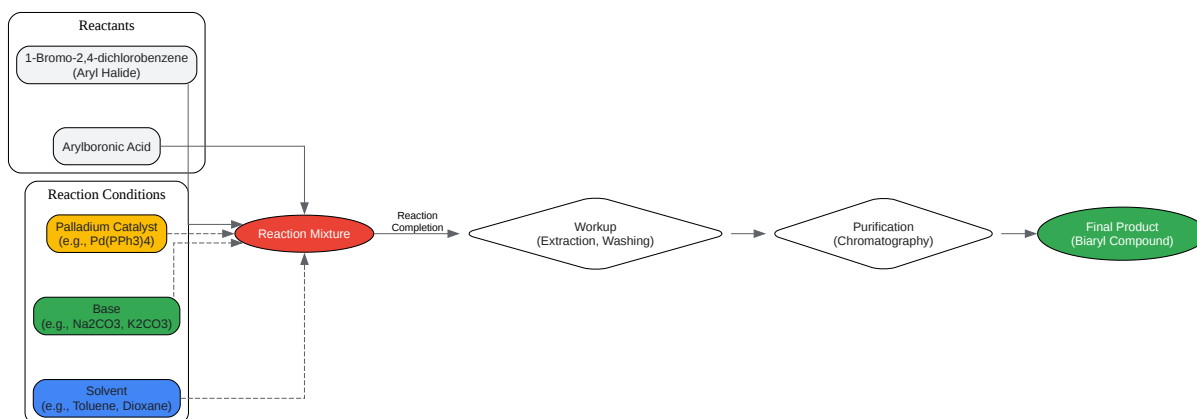 Reactants
1-Bromo-2,4-dichlorobenzene
(Aryl Halide)
Arylboronic Acid
Reaction Conditions
Palladium Catalyst
(e.g., Pd(PPh3)4)
Base
(e.g., Na2CO3, K2CO3)
Solvent
(e.g., Toluene, Dioxane)
Reaction Mixture
Reaction
Completion
Workup
(Extraction, Washing)
Purification
(Chromatography)
Final Product
(Biaryl Compound)